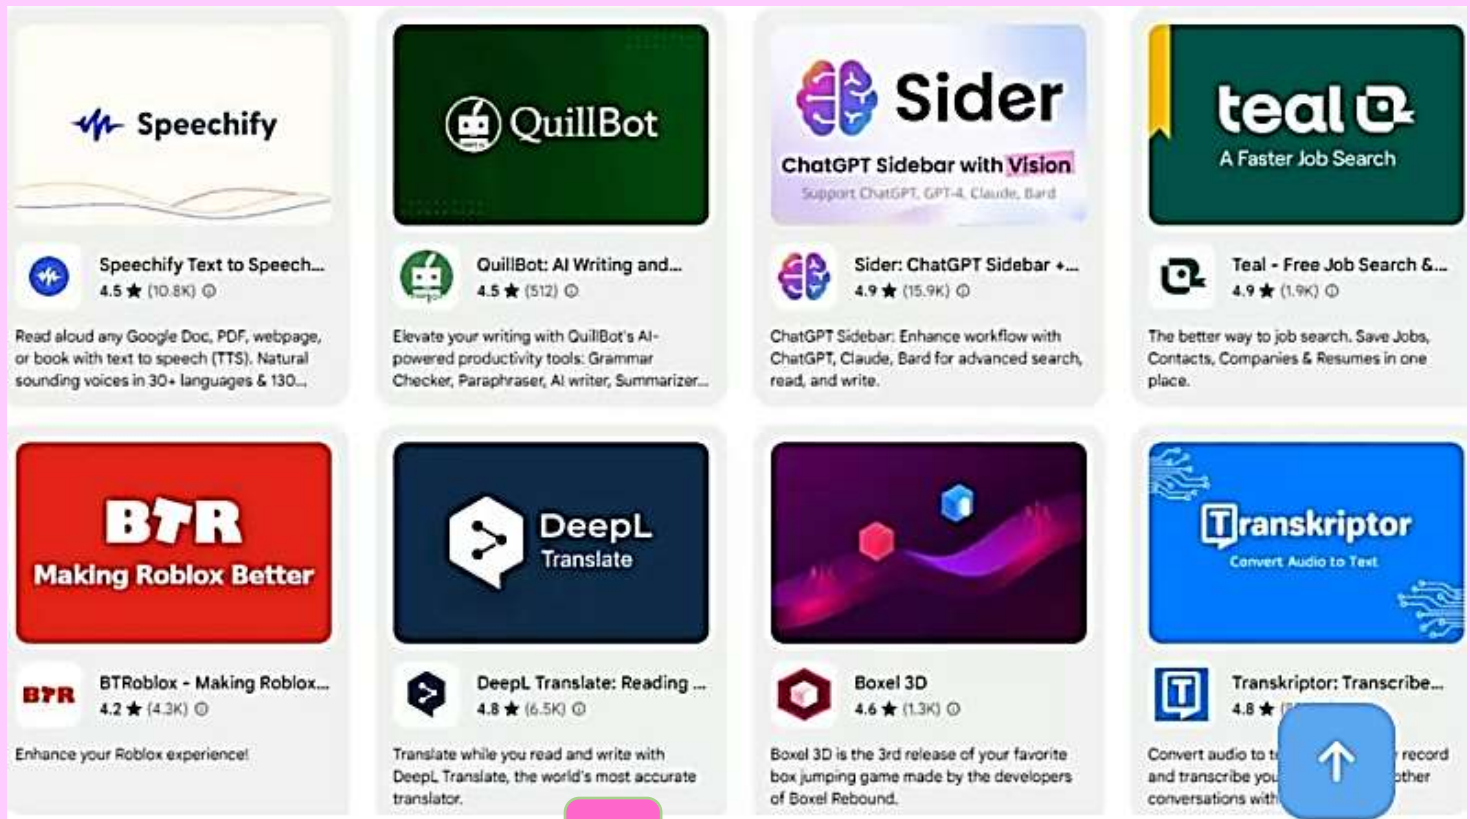 Speechify
QuillBot
Sider
ChatGPT Sidebar with Vision
Support ChatGPT, GPT-4, Claude, Bard
teal
A Faster Job Search
Speechify Text to Speech...
4.5 ★ (10.8K)
Read aloud any Google Doc, PDF, webpage,
or book with text to speech (TTS). Natural
sounding voices in 30+ languages & 130...
QuillBot: AI Writing and...
4.5 ★ (512)
Elevate your writing with QuillBot's AI-
powered productivity tools: Grammar
Checker, Paraphraser, AI writer, Summarizer...
Sider: ChatGPT Sidebar +...
4.9 ★ (15.9K)
ChatGPT Sidebar: Enhance workflow with
ChatGPT, Claude, Bard for advanced search,
read, and write.
Teal - Free Job Search &...
4.9 ★ (1.9K)
The better way to job search. Save Jobs,
Contacts, Companies & Resumes in one
place.
BTR
Making Roblox Better
DeepL
Translate
Transkriptor
Convert Audio to Text
BTR
BTRoblox - Making Roblox...
4.2 ★ (4.3K)
Enhance your Roblox experience!
DeepL Translate: Reading ...
4.8 ★ (6.5K)
Translate while you read and write with
DeepL Translate, the world's most accurate
translator.
Boxel 3D
4.6 ★ (1.3K)
Boxel 3D is the 3rd release of your favorite
box jumping game made by the developers
of Boxel Rebound.
T
Transkriptor: Transcribe...
4.8 ★
Convert audio to record
and transcribe other
conversations with